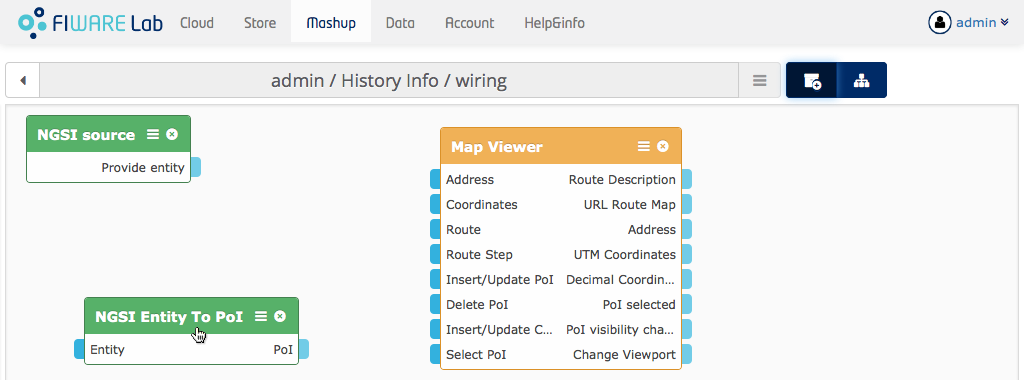 FIWARE Lab Cloud Store Mashup Data Account Help&info admin
admin / History Info / wiring
NGSI source
Provide entity
Map Viewer
Address Route Description
Coordinates URL Route Map
Route Address
Route Step UTM Coordinates
Insert/Update PoI Decimal Coordin...
Delete PoI PoI selected
Insert/Update C... PoI visibility cha...
Select PoI Change Viewport
NGSI Entity To PoI
Entity PoI